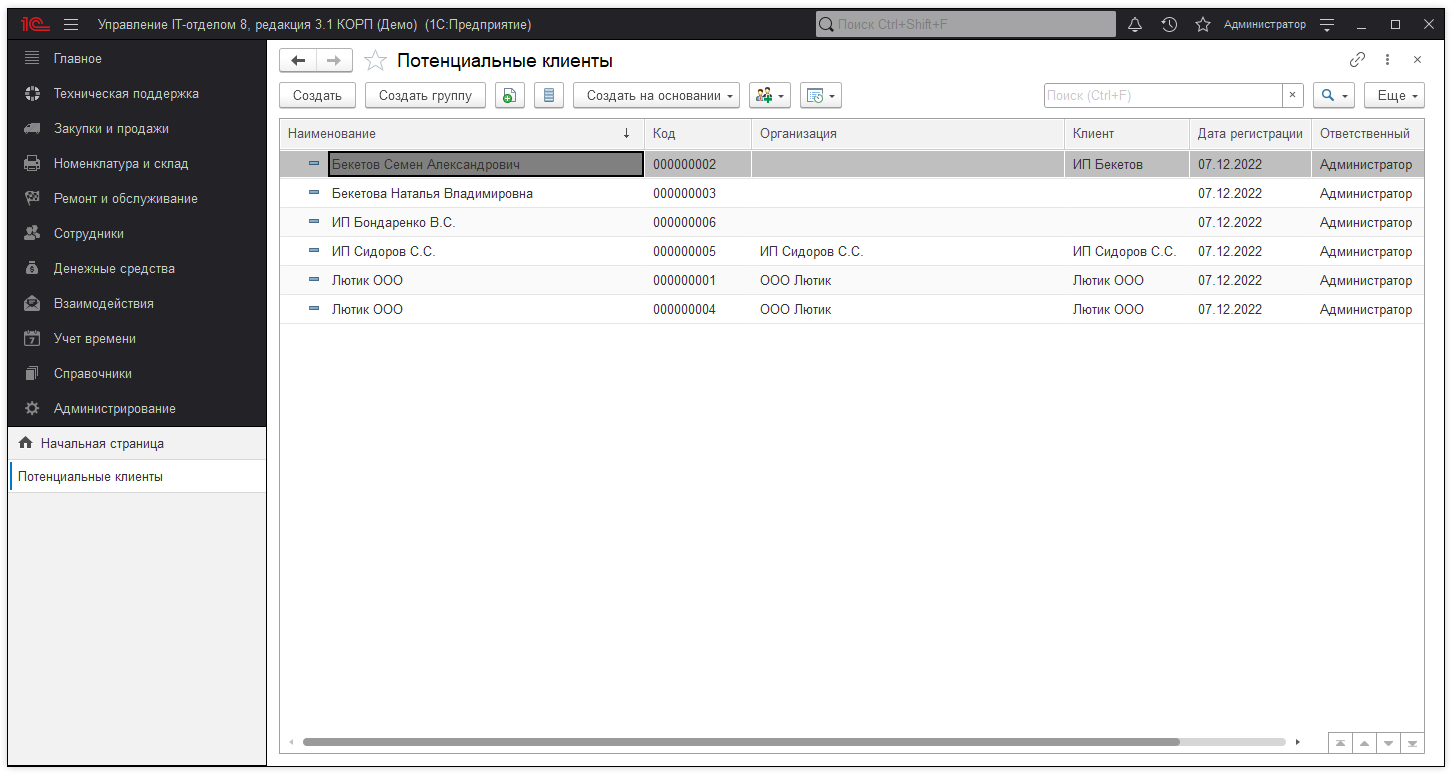 1С Управление IT-отделом 8, редакция 3.1 КОРП (Демо) (1С:Предприятие) Поиск Ctrl+Shift+F Администратор
Главное
Техническая поддержка
Закупки и продажи
Номенклатура и склад
Ремонт и обслуживание
Сотрудники
Денежные средства
Взаимодействия
7 Учет времени
Справочники
Администрирование
Начальная страница
Потенциальные клиенты
Потенциальные клиенты
Создать Создать группу Создать на основании Поиск (Ctrl+F) × Еще
Наименование ↓ Код Организация Клиент Дата регистрации Ответственный
Бекетов Семен Александрович 000000002 ИП Бекетов 07.12.2022 Администратор
Бекетова Наталья Владимировна 000000003 07.12.2022 Администратор
ИП Бондаренко В.С. 000000006 07.12.2022 Администратор
ИП Сидоров С.С. 000000005 ИП Сидоров С.С. ИП Сидоров С.С. 07.12.2022 Администратор
Лютик ООО 000000001 ООО Лютик Лютик ООО 07.12.2022 Администратор
Лютик ООО 000000004 ООО Лютик Лютик ООО 07.12.2022 Администратор